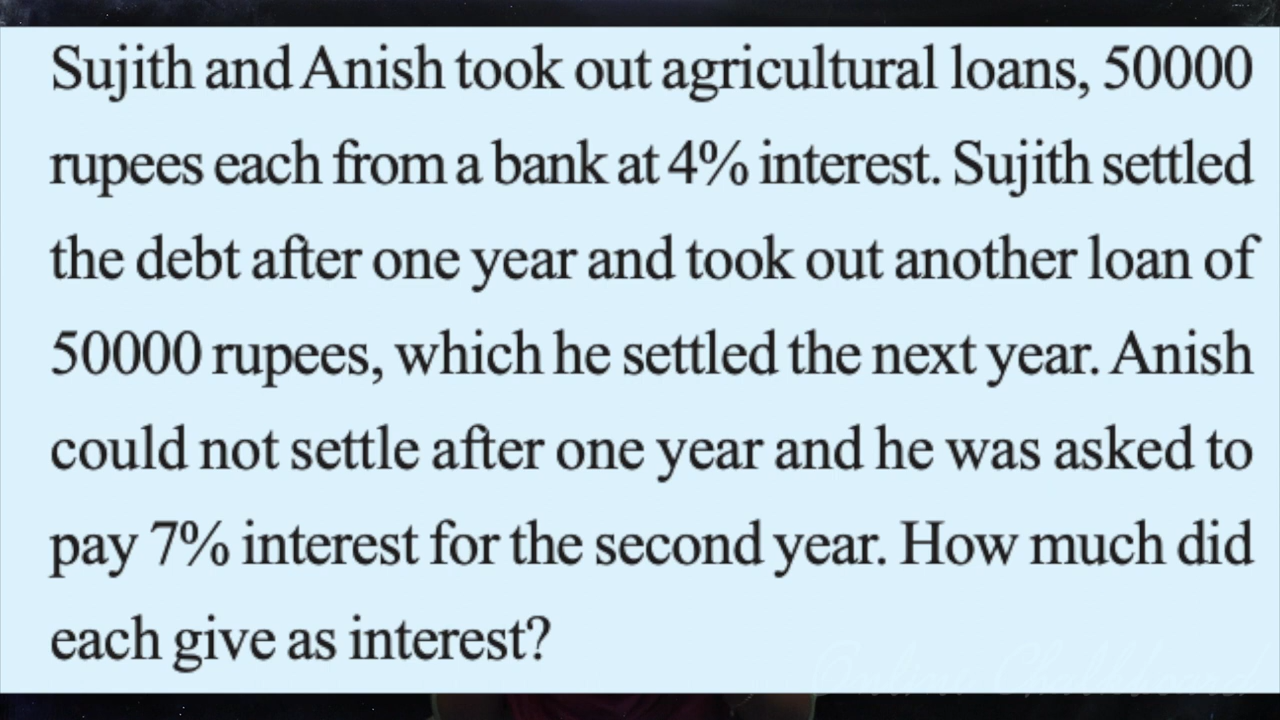 Sujith and Anish took out agricultural loans, 50000
rupees each from a bank at 4% interest. Sujith settled
the debt after one year and took out another loan of
50000 rupees, which he settled the next year. Anish
could not settle after one year and he was asked to
pay 7% interest for the second year. How much did
each give as interest?
Online Chalkboard